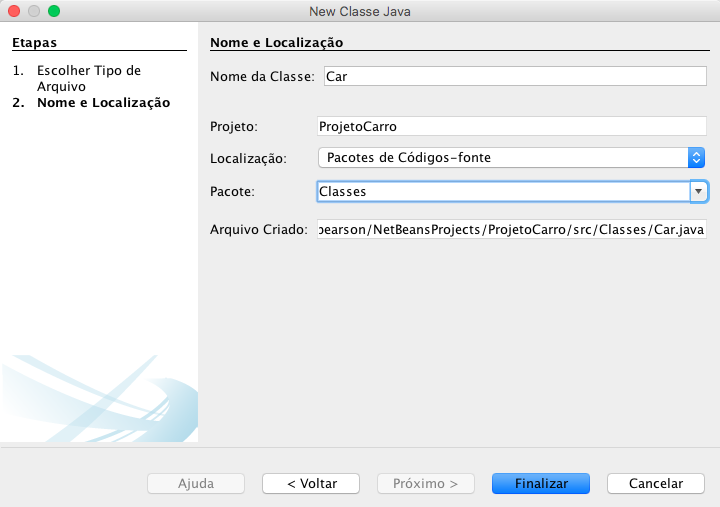 New Classe Java
Etapas
1. Escolher Tipo de
Arquivo
2. Nome e Localização
Nome e Localização
Nome da Classe: Car
Projeto: ProjetoCarro
Localização: Pacotes de Códigos-fonte
Pacote: Classes
Arquivo Criado: pearson/NetBeansProjects/ProjetoCarro/src/Classes/Car.java
Ajuda
< Voltar
Próximo >
Finalizar
Cancelar